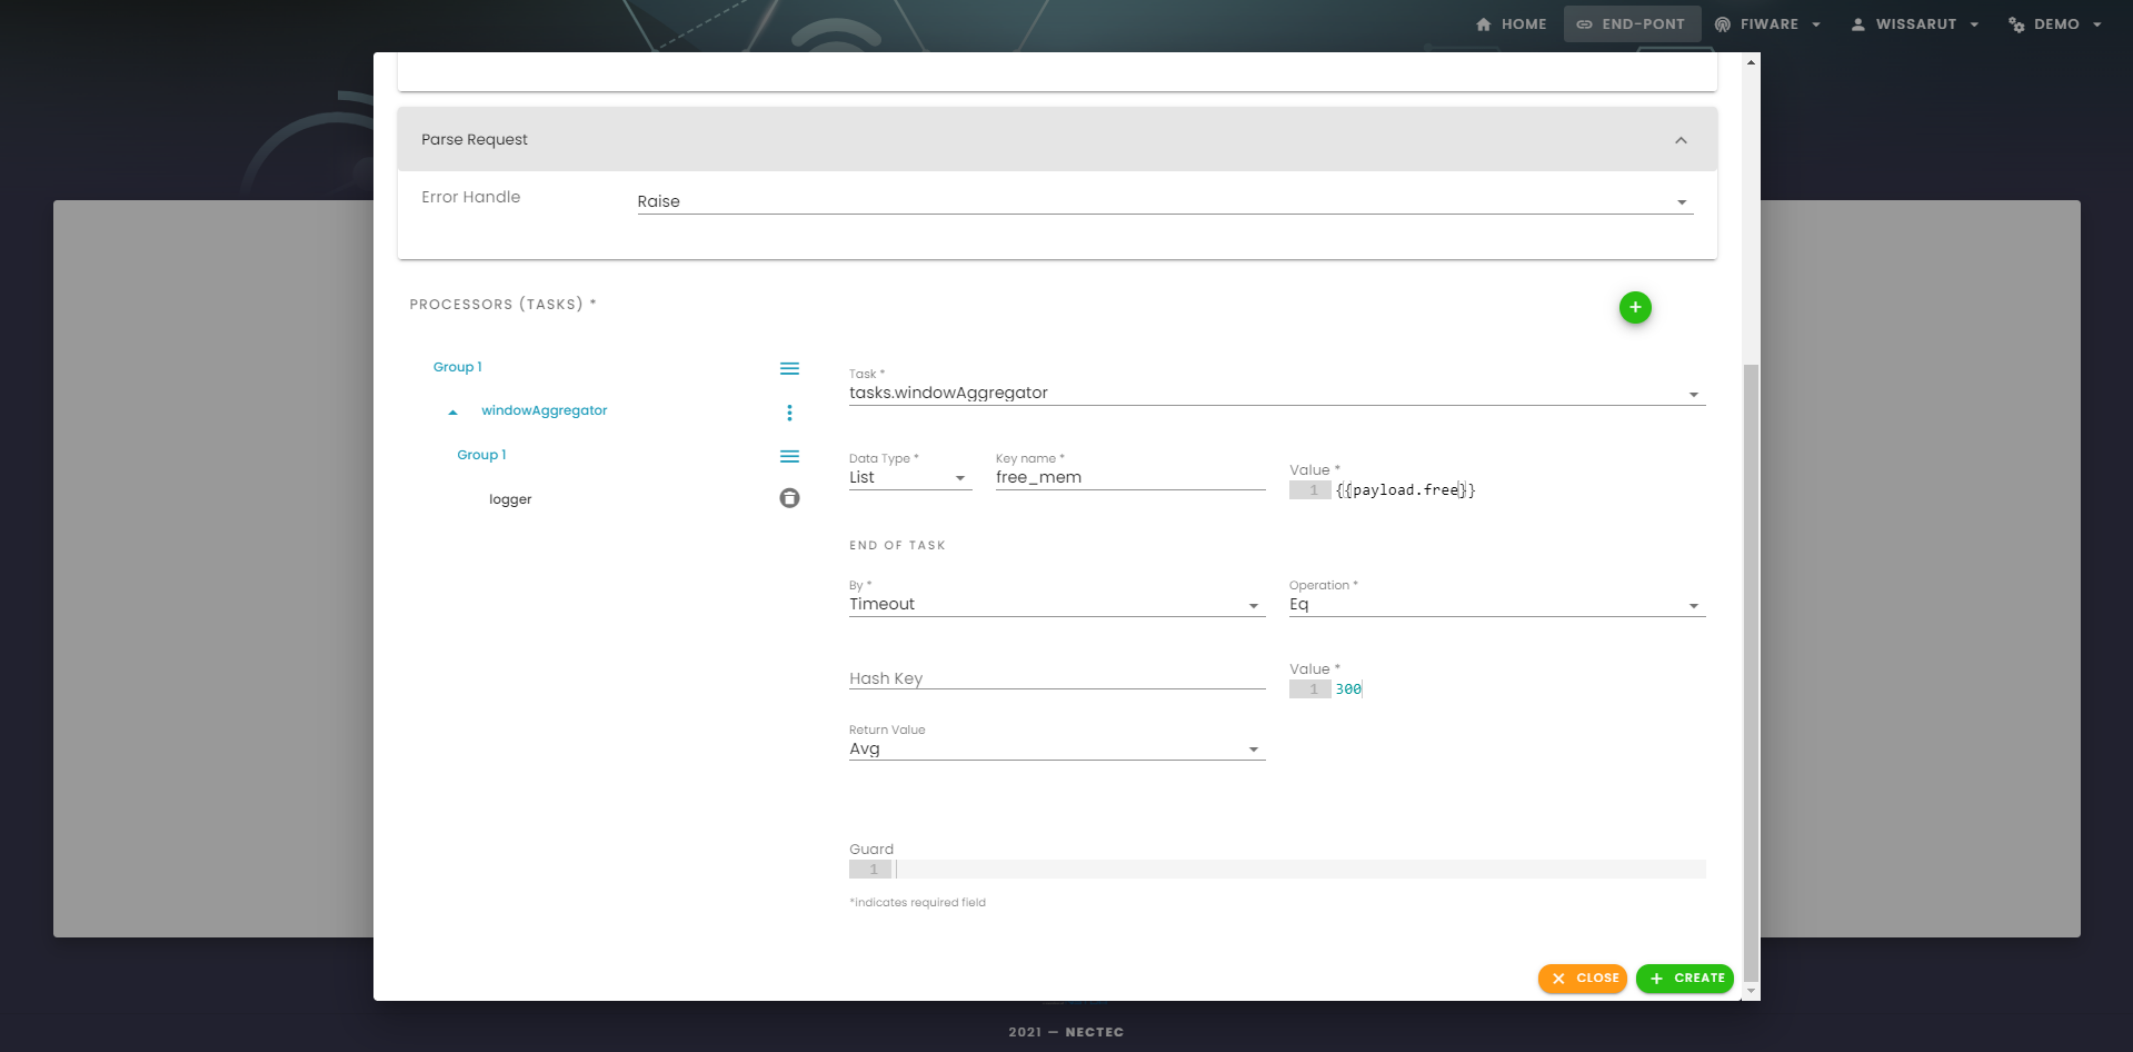 HOME END-PONT FIWARE WISSARUT DEMO
Parse Request
Error Handle Raise
PROCESSORS (TASKS) *
Group 1
windowAggregator
Group 1
logger
Task *
tasks.windowAggregator
Data Type * Key name * Value *
List free_mem 1 {{payload.free}}
END OF TASK
By * Operation *
Timeout Eq
Hash Key Value *
1 300
Return Value
Avg
Guard
1
*indicates required field
CLOSE CREATE
2021 — NECTEC